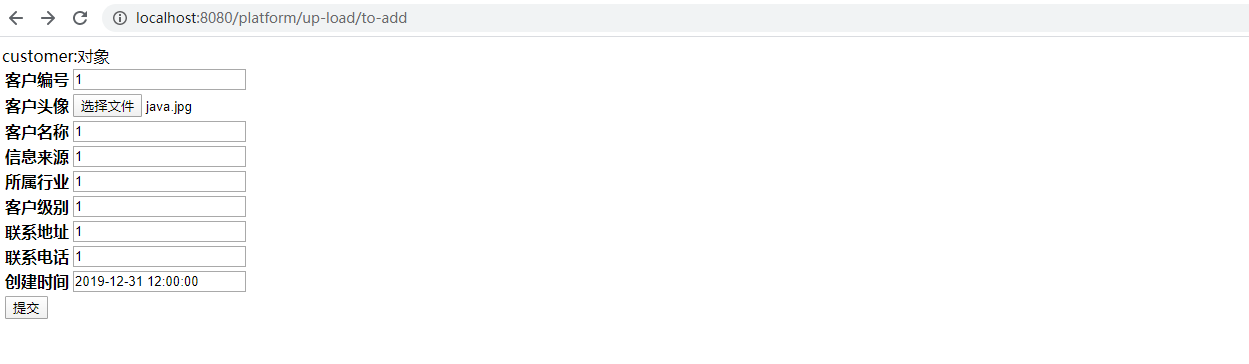 localhost:8080/platform/up-load/to-add
customer:对象
客户编号 1
客户头像 选择文件 java.jpg
客户名称 1
信息来源 1
所属行业 1
客户级别 1
联系地址 1
联系电话 1
创建时间 2019-12-31 12:00:00
提交